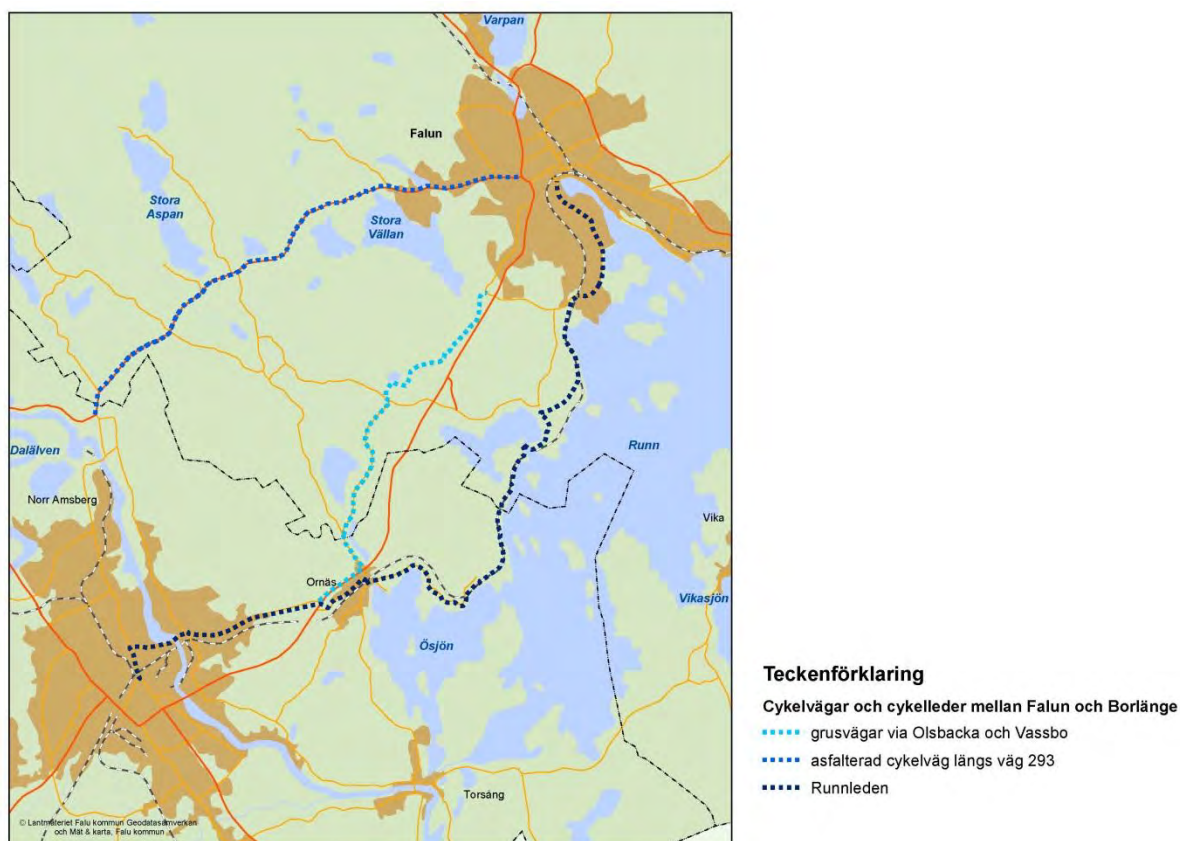 Varpan
Falun
Stora
Aspan
Stora
Vällan
Dalälven
Runn
Norr Amsberg
Vika
Ornäs
Vikasjön
Ösjön
Torsång
© Lantmäteriet Falu kommun Geodatasamverkan
och Mät & karta, Falu kommun
Teckenförklaring
Cykelvägar och cykelleder mellan Falun och Borlänge
grusvägar via Olsbacka och Vassbo
asfalterad cykelväg längs väg 293
Runnleden